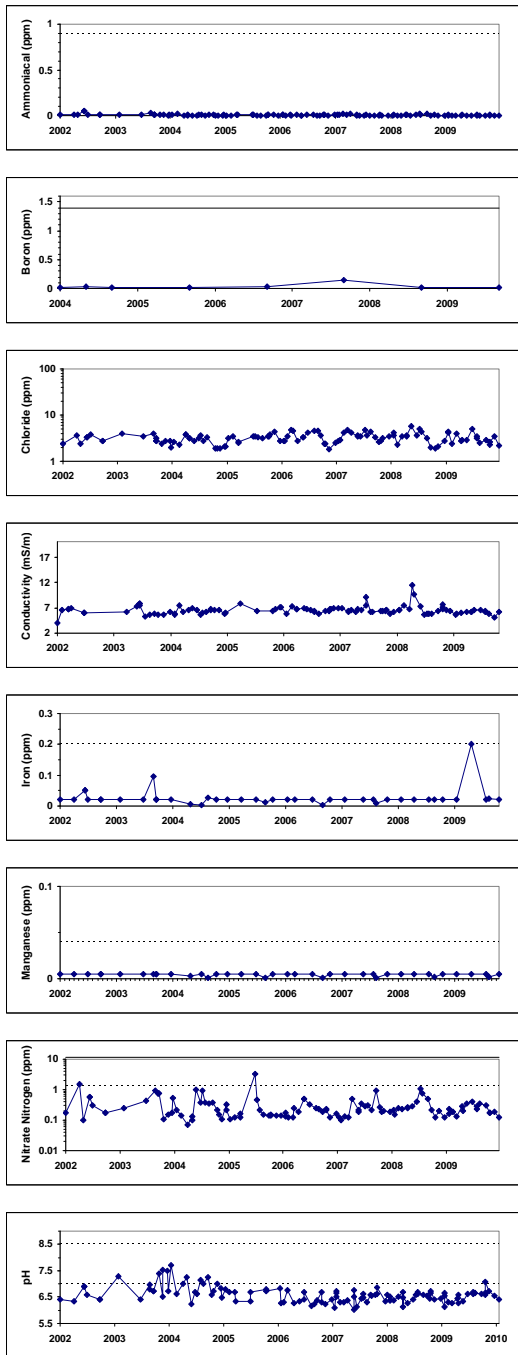 Ammoniacal (ppm)
1
0.5
0
2002 2003 2004 2005 2006 2007 2008 2009
Boron (ppm)
1.5
1
0.5
0
2004 2005 2006 2007 2008 2009
Chloride (ppm)
100
10
1
2002 2003 2004 2005 2006 2007 2008 2009
Conductivity (mS/m)
17
12
7
2
2002 2003 2004 2005 2006 2007 2008 2009
Iron (ppm)
0.3
0.2
0.1
0
2002 2003 2004 2005 2006 2007 2008 2009
Manganese (ppm)
0.1
0
2002 2003 2004 2005 2006 2007 2008 2009
Nitrate Nitrogen (ppm)
10
1
0.1
0.01
2002 2003 2004 2005 2006 2007 2008 2009
pH
8.5
7.5
6.5
5.5
2002 2003 2004 2005 2006 2007 2008 2009 2010